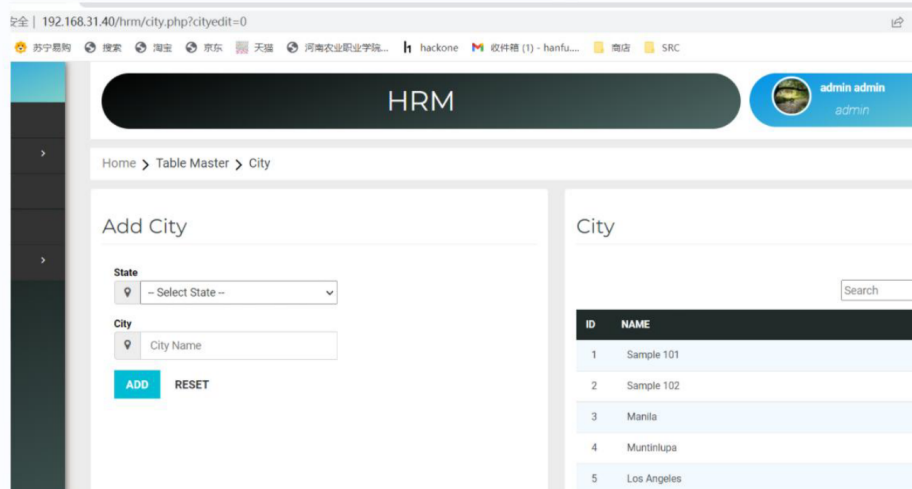 安全 | 192.168.31.40/hrm/city.php?cityedit=0
苏宁易购 搜索 淘宝 京东 天猫 河南农业职业学院... h hackone 收件箱 (1) - hanfu.... 商店 SRC
HRM
admin admin
admin
Home > Table Master > City
Add City
State
-- Select State --
City
City Name
ADD RESET
City
Search
ID NAME
1 Sample 101
2 Sample 102
3 Manila
4 Muntinlupa
5 Los Angeles